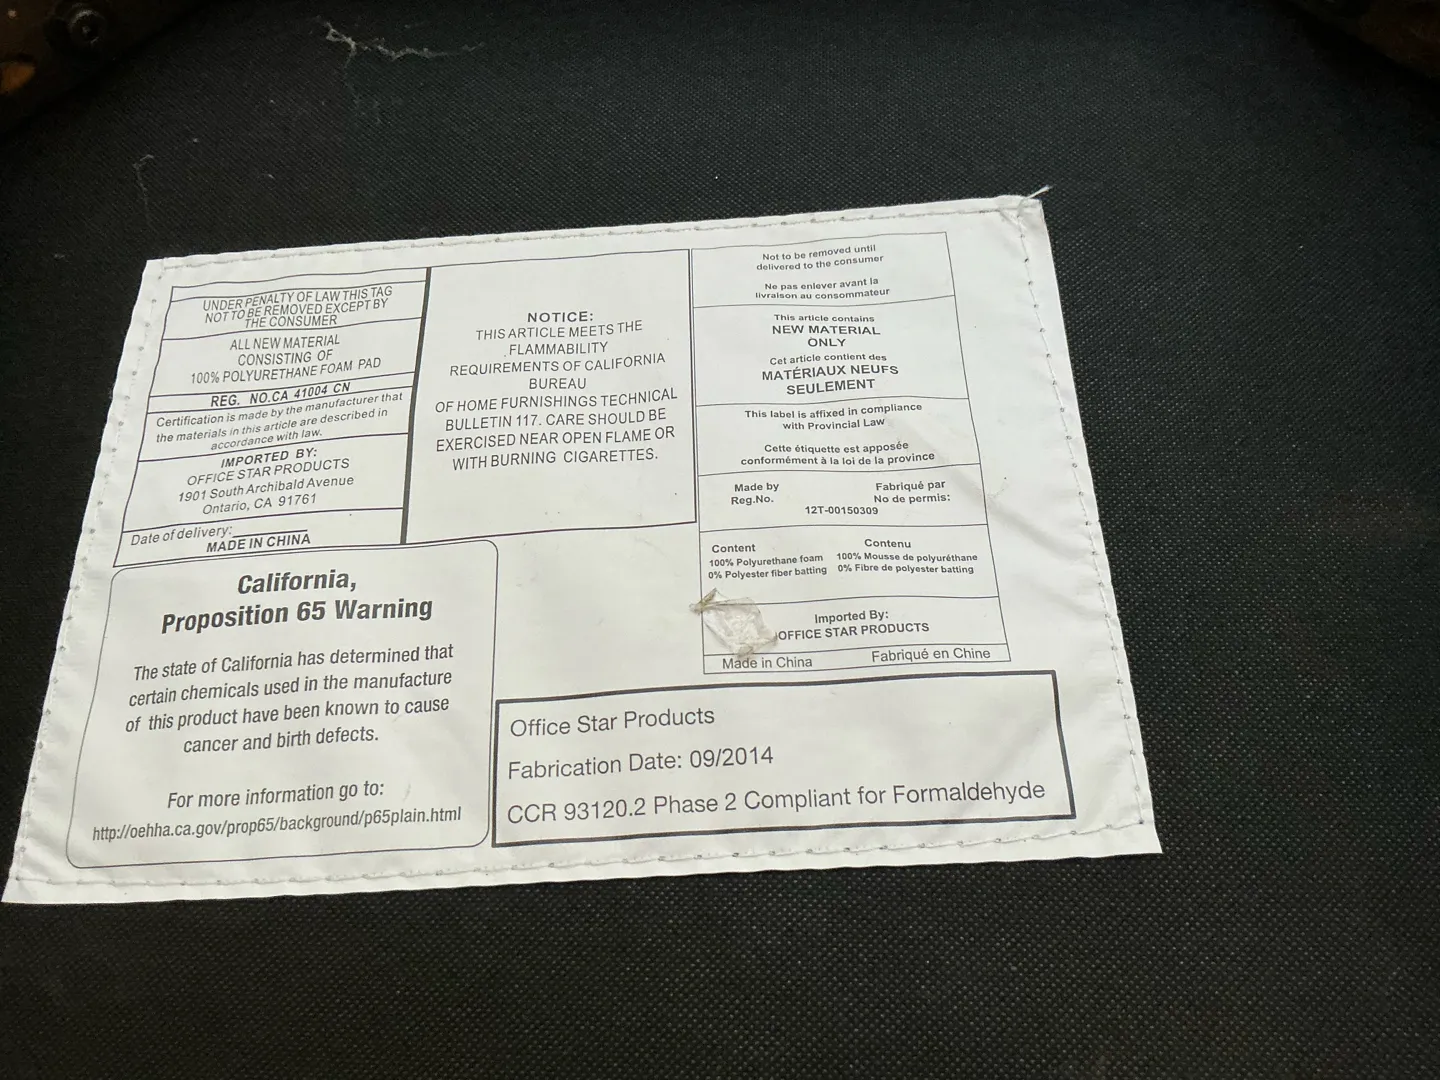 UNDER PENALTY OF LAW THIS TAG
NOT TO BE REMOVED EXCEPT BY
THE CONSUMER
ALL NEW MATERIAL
CONSISTING OF
100% POLYURETHANE FOAM PAD
REG. NO.CA 41004 CN
Certification is made by the manufacturer that
the materials in this article are described in
accordance with law.
IMPORTED BY:
OFFICE STAR PRODUCTS
1901 South Archibald Avenue
Ontario, CA 91761
Date of delivery:
MADE IN CHINA
NOTICE:
THIS ARTICLE MEETS THE
FLAMMABILITY
REQUIREMENTS OF CALIFORNIA
BUREAU
OF HOME FURNISHINGS TECHNICAL
BULLETIN 117. CARE SHOULD BE
EXERCISED NEAR OPEN FLAME OR
WITH BURNING CIGARETTES.
Not to be removed until
delivered to the consumer
Ne pas enlever avant la
livraison au consommateur
This article contains
NEW MATERIAL
ONLY
Cet article contient des
MATÉRIAUX NEUFS
SEULEMENT
This label is affixed in compliance
with Provincial Law
Cette étiquette est apposée
conformément à la loi de la province
Made by Fabriqué par
Reg.No. No de permis:
12T-00150309
Content Contenu
100% Polyurethane foam 100% Mousse de polyuréthane
0% Polyester fiber batting 0% Fibre de polyester batting
Imported By:
OFFICE STAR PRODUCTS
Made in China Fabriqué en Chine
California,
Proposition 65 Warning
The state of California has determined that
certain chemicals used in the manufacture
of this product have been known to cause
cancer and birth defects.
For more information go to:
http://oehha.ca.gov/prop65/background/p65plain.html
Office Star Products
Fabrication Date: 09/2014
CCR 93120.2 Phase 2 Compliant for Formaldehyde